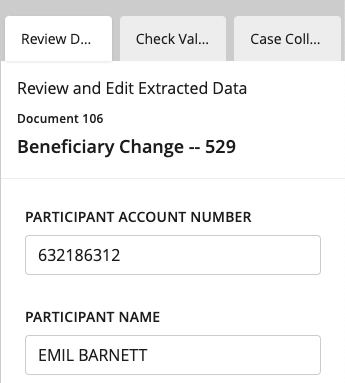 Review D...
Check Val...
Case Coll...
Review and Edit Extracted Data
Document 106
Beneficiary Change -- 529
PARTICIPANT ACCOUNT NUMBER
632186312
PARTICIPANT NAME
EMIL BARNETT